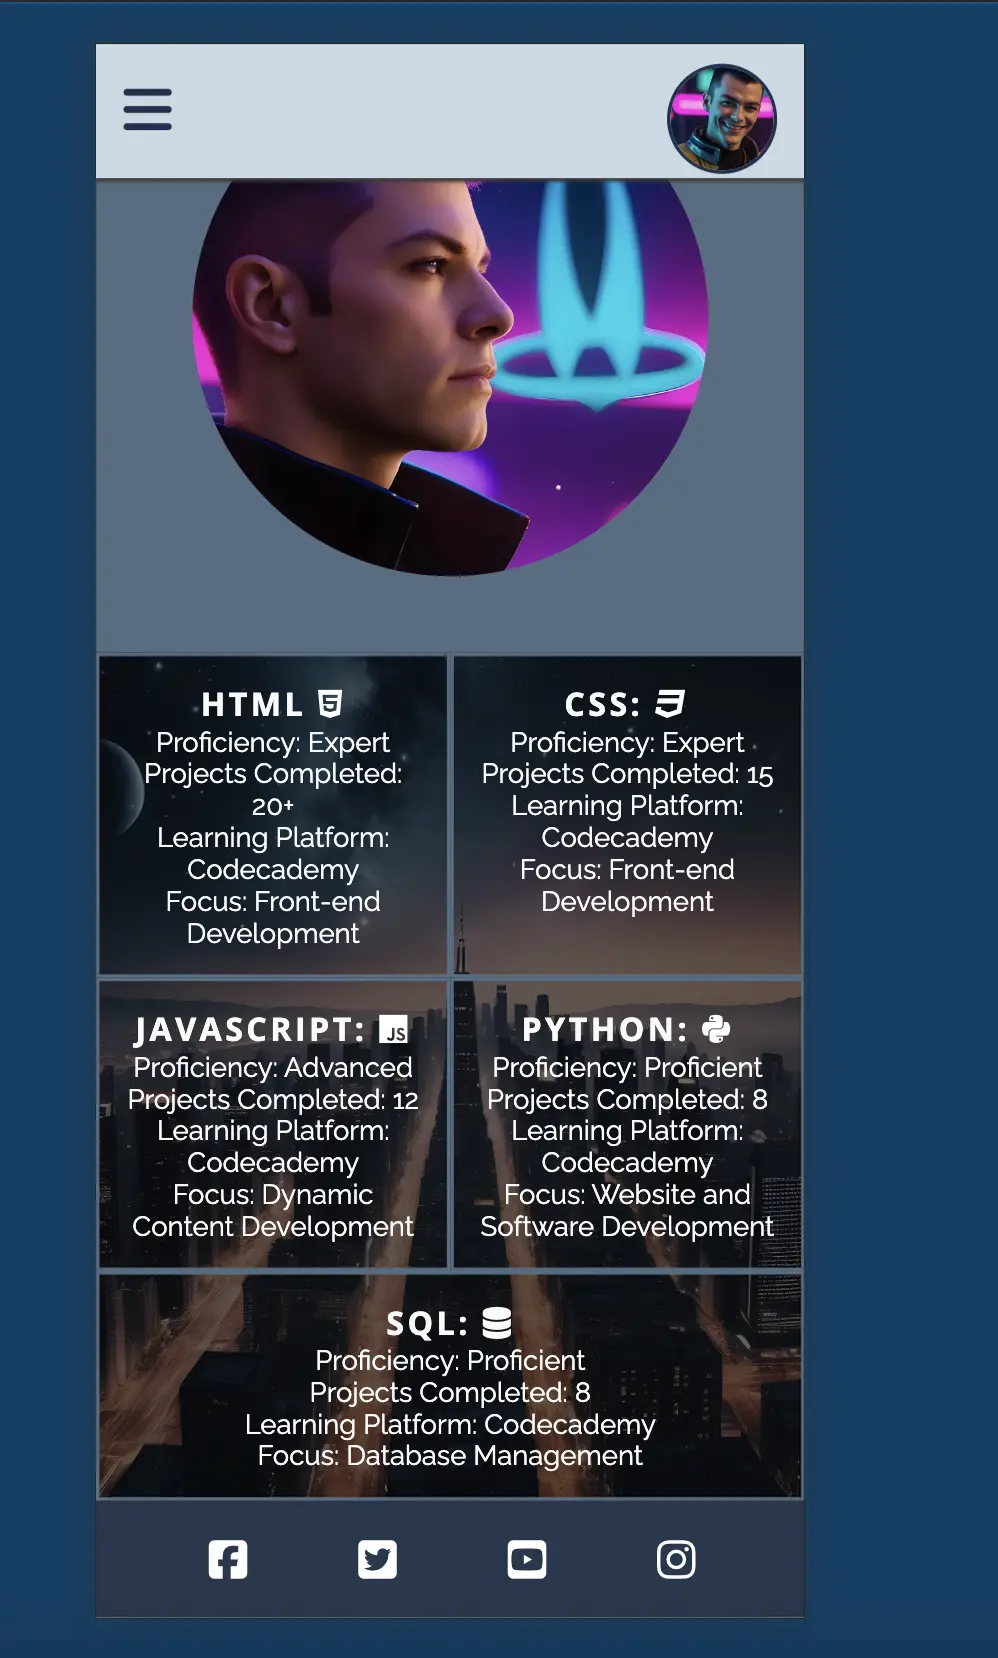 HTML 5
Proficiency: Expert
Projects Completed:
20+
Learning Platform:
Codecademy
Focus: Front-end
Development
CSS: 3
Proficiency: Expert
Projects Completed: 15
Learning Platform:
Codecademy
Focus: Front-end
Development
JAVASCRIPT: JS
Proficiency: Advanced
Projects Completed: 12
Learning Platform:
Codecademy
Focus: Dynamic
Content Development
PYTHON:
Proficiency: Proficient
Projects Completed: 8
Learning Platform:
Codecademy
Focus: Website and
Software Development
SQL:
Proficiency: Proficient
Projects Completed: 8
Learning Platform: Codecademy
Focus: Database Management